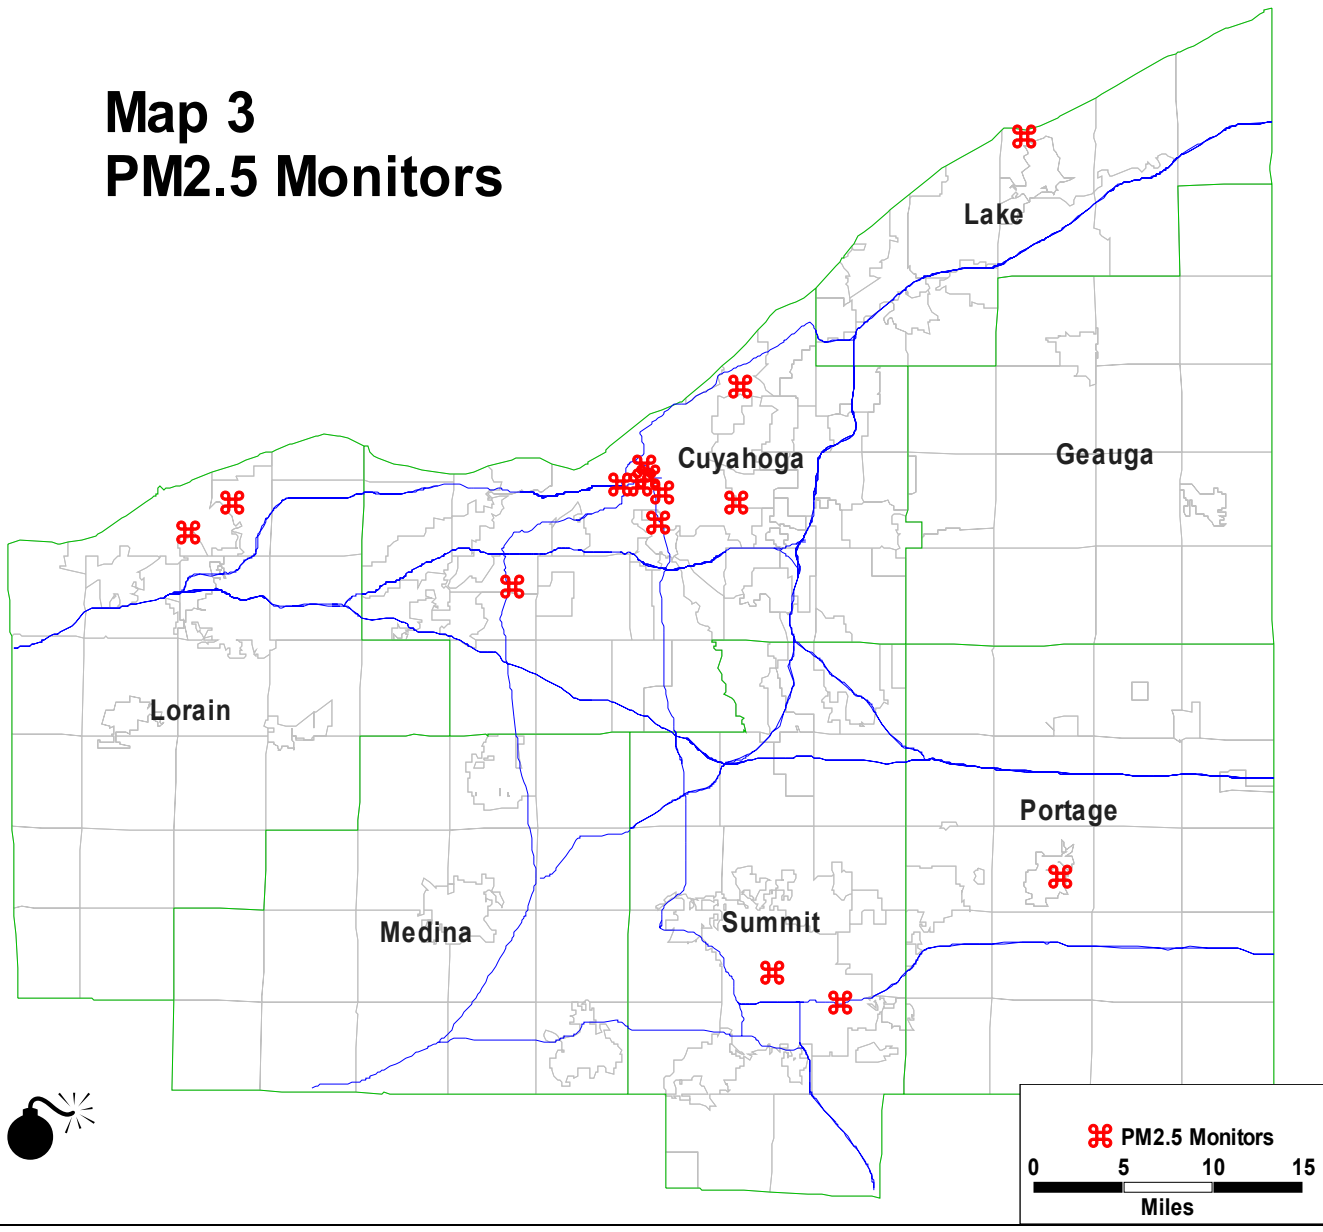 Map 3
PM2.5 Monitors
Lake
Cuyahoga
Geauga
Lorain
Portage
Medina
Summit
PM2.5 Monitors
0 5 10 15
Miles